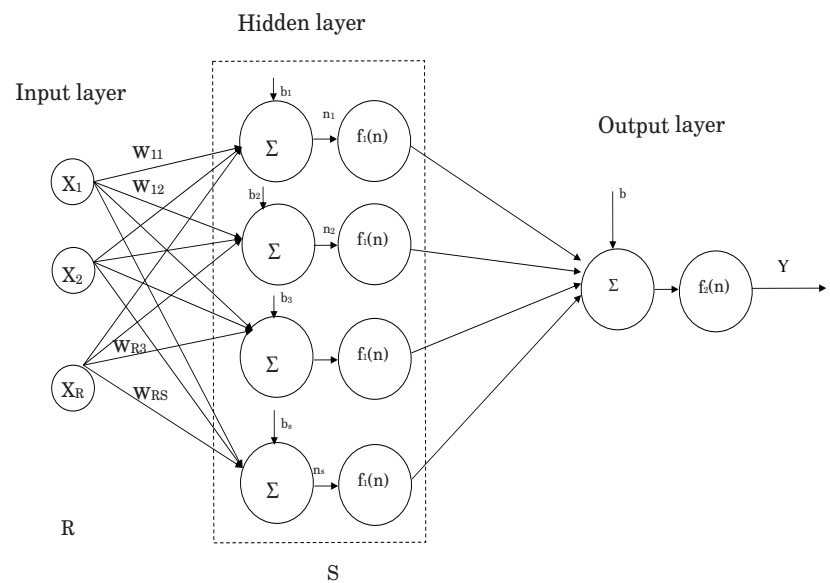 Hidden layer
Input layer
Output layer
b1
n1
f1(n)
Σ
W11
X1
W12
b2
n2
f1(n)
Σ
b
X2
Σ
f2(n)
Y
b3
WR3
Σ
f1(n)
XR
WRS
bs
ns
f1(n)
Σ
R
S